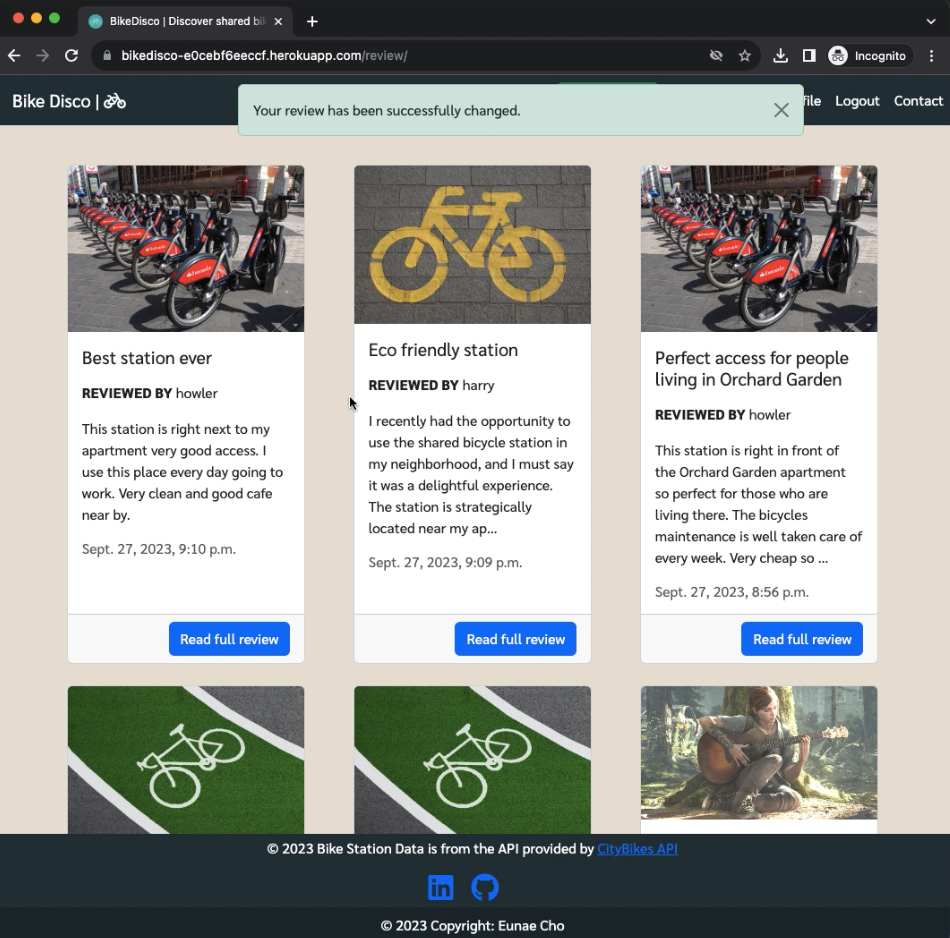 BikeDisco | Discover shared bi
bikedisco-e0cebf6eeccf.herokuapp.com/review/
Incognito
Bike Disco |
Your review has been successfully changed.
file
Logout
Contact
Best station ever
REVIEWED BY howler
This station is right next to my
apartment very good access. I
use this place every day going to
work. Very clean and good cafe
near by.
Sept. 27, 2023, 9:10 p.m.
Read full review
Eco friendly station
REVIEWED BY harry
I recently had the opportunity to
use the shared bicycle station in
my neighborhood, and I must say
it was a delightful experience.
The station is strategically
located near my ap...
Sept. 27, 2023, 9:09 p.m.
Read full review
Perfect access for people
living in Orchard Garden
REVIEWED BY howler
This station is right in front of
the Orchard Garden apartment
so perfect for those who are
living there. The bicycles
maintenance is well taken care of
every week. Very cheap so ...
Sept. 27, 2023, 8:56 p.m.
Read full review
© 2023 Bike Station Data is from the API provided by CityBikes API
© 2023 Copyright: Eunae Cho